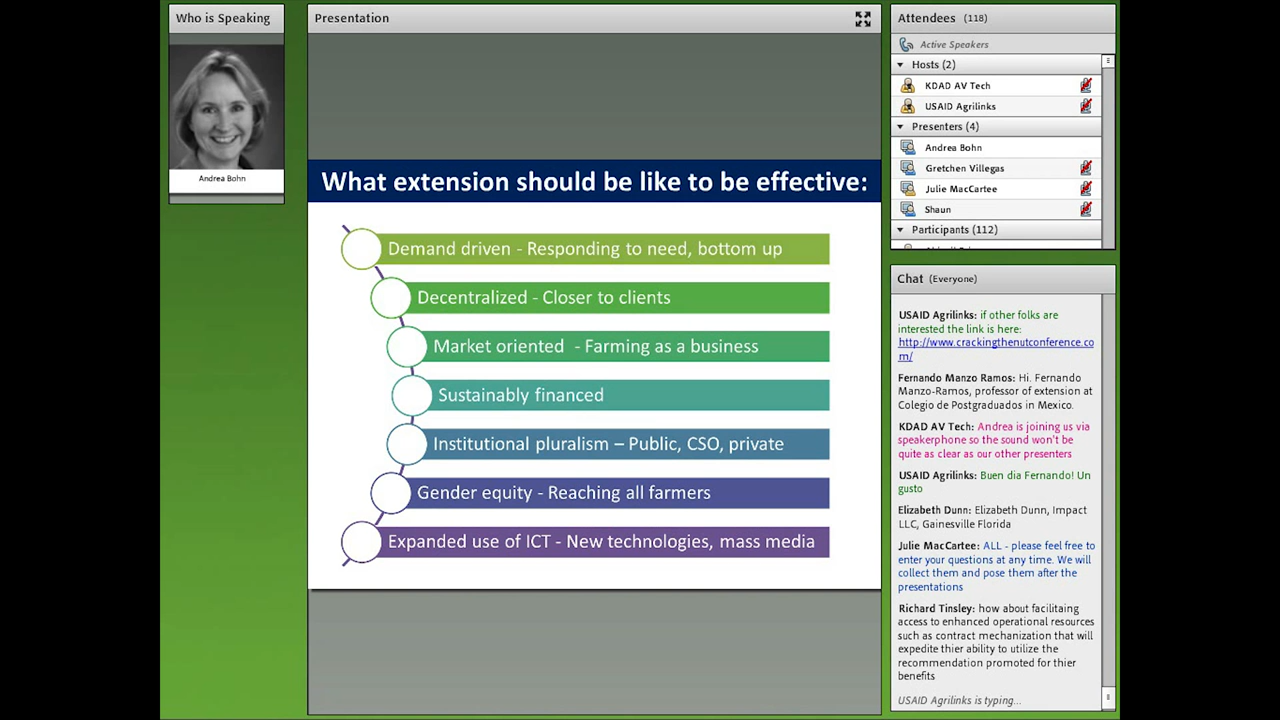 Who is Speaking
Andrea Bohn
Presentation
What extension should be like to be effective:
Demand driven - Responding to need, bottom up
Decentralized - Closer to clients
Market oriented - Farming as a business
Sustainably financed
Institutional pluralism – Public, CSO, private
Gender equity - Reaching all farmers
Expanded use of ICT - New technologies, mass media
Attendees (118)
Active Speakers
Hosts (2)
KDAD AV Tech
USAID Agrilinks
Presenters (4)
Andrea Bohn
Gretchen Villegas
Julie MacCartee
Shaun
Participants (112)
Chat (Everyone)
USAID Agrilinks: if other folks are
interested the link is here:
http://www.crackingthenutconference.co
m/
Fernando Manzo Ramos: Hi. Fernando
Manzo-Ramos, professor of extension at
Colegio de Postgraduados in Mexico.
KDAD AV Tech: Andrea is joining us via
speakerphone so the sound won't be
quite as clear as our other presenters
USAID Agrilinks: Buen dia Fernando! Un
gusto
Elizabeth Dunn: Elizabeth Dunn, Impact
LLC, Gainesville Florida
Julie MacCartee: ALL - please feel free to
enter your questions at any time. We will
collect them and pose them after the
presentations
Richard Tinsley: how about facilitaing
access to enhanced operational resources
such as contract mechanization that will
expedite thier ability to utilize the
recommendation promoted for thier
benefits
USAID Agrilinks is typing...